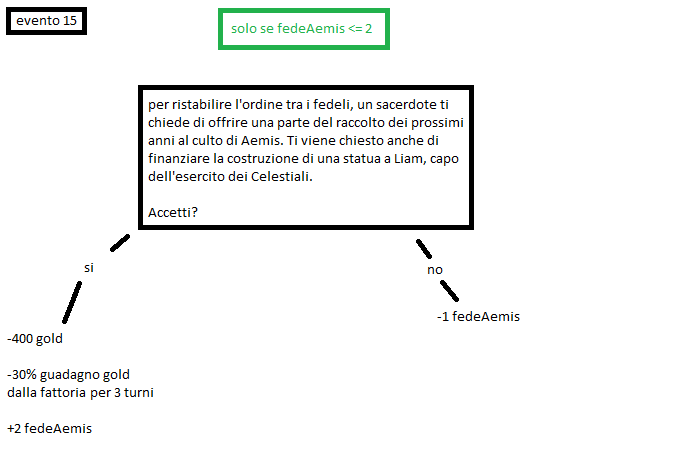 evento 15
solo se fedeAemis <= 2
per ristabilire l'ordine tra i fedeli, un sacerdote ti
chiede di offrire una parte del raccolto dei prossimi
anni al culto di Aemis. Ti viene chiesto anche di
finanziare la costruzione di una statua a Liam, capo
dell'esercito dei Celestiali.
Accetti?
si
no
-1 fedeAemis
-400 gold
-30% guadagno gold
dalla fattoria per 3 turni
+2 fedeAemis